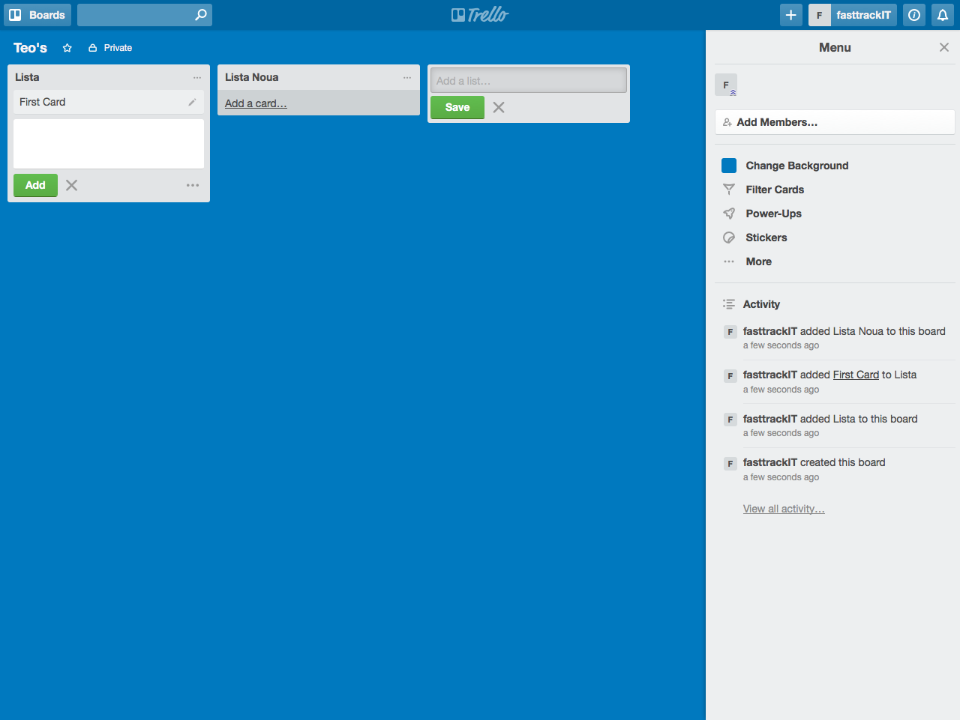 Boards
Trello
F fasttrackIT
Teo's Private
Lista
First Card
Add
Lista Noua
Add a card…
Add a list…
Save
Menu
F
Add Members…
Change Background
Filter Cards
Power-Ups
Stickers
More
Activity
F fasttrackIT added Lista Noua to this board
a few seconds ago
F fasttrackIT added First Card to Lista
a few seconds ago
F fasttrackIT added Lista to this board
a few seconds ago
F fasttrackIT created this board
a few seconds ago
View all activity…